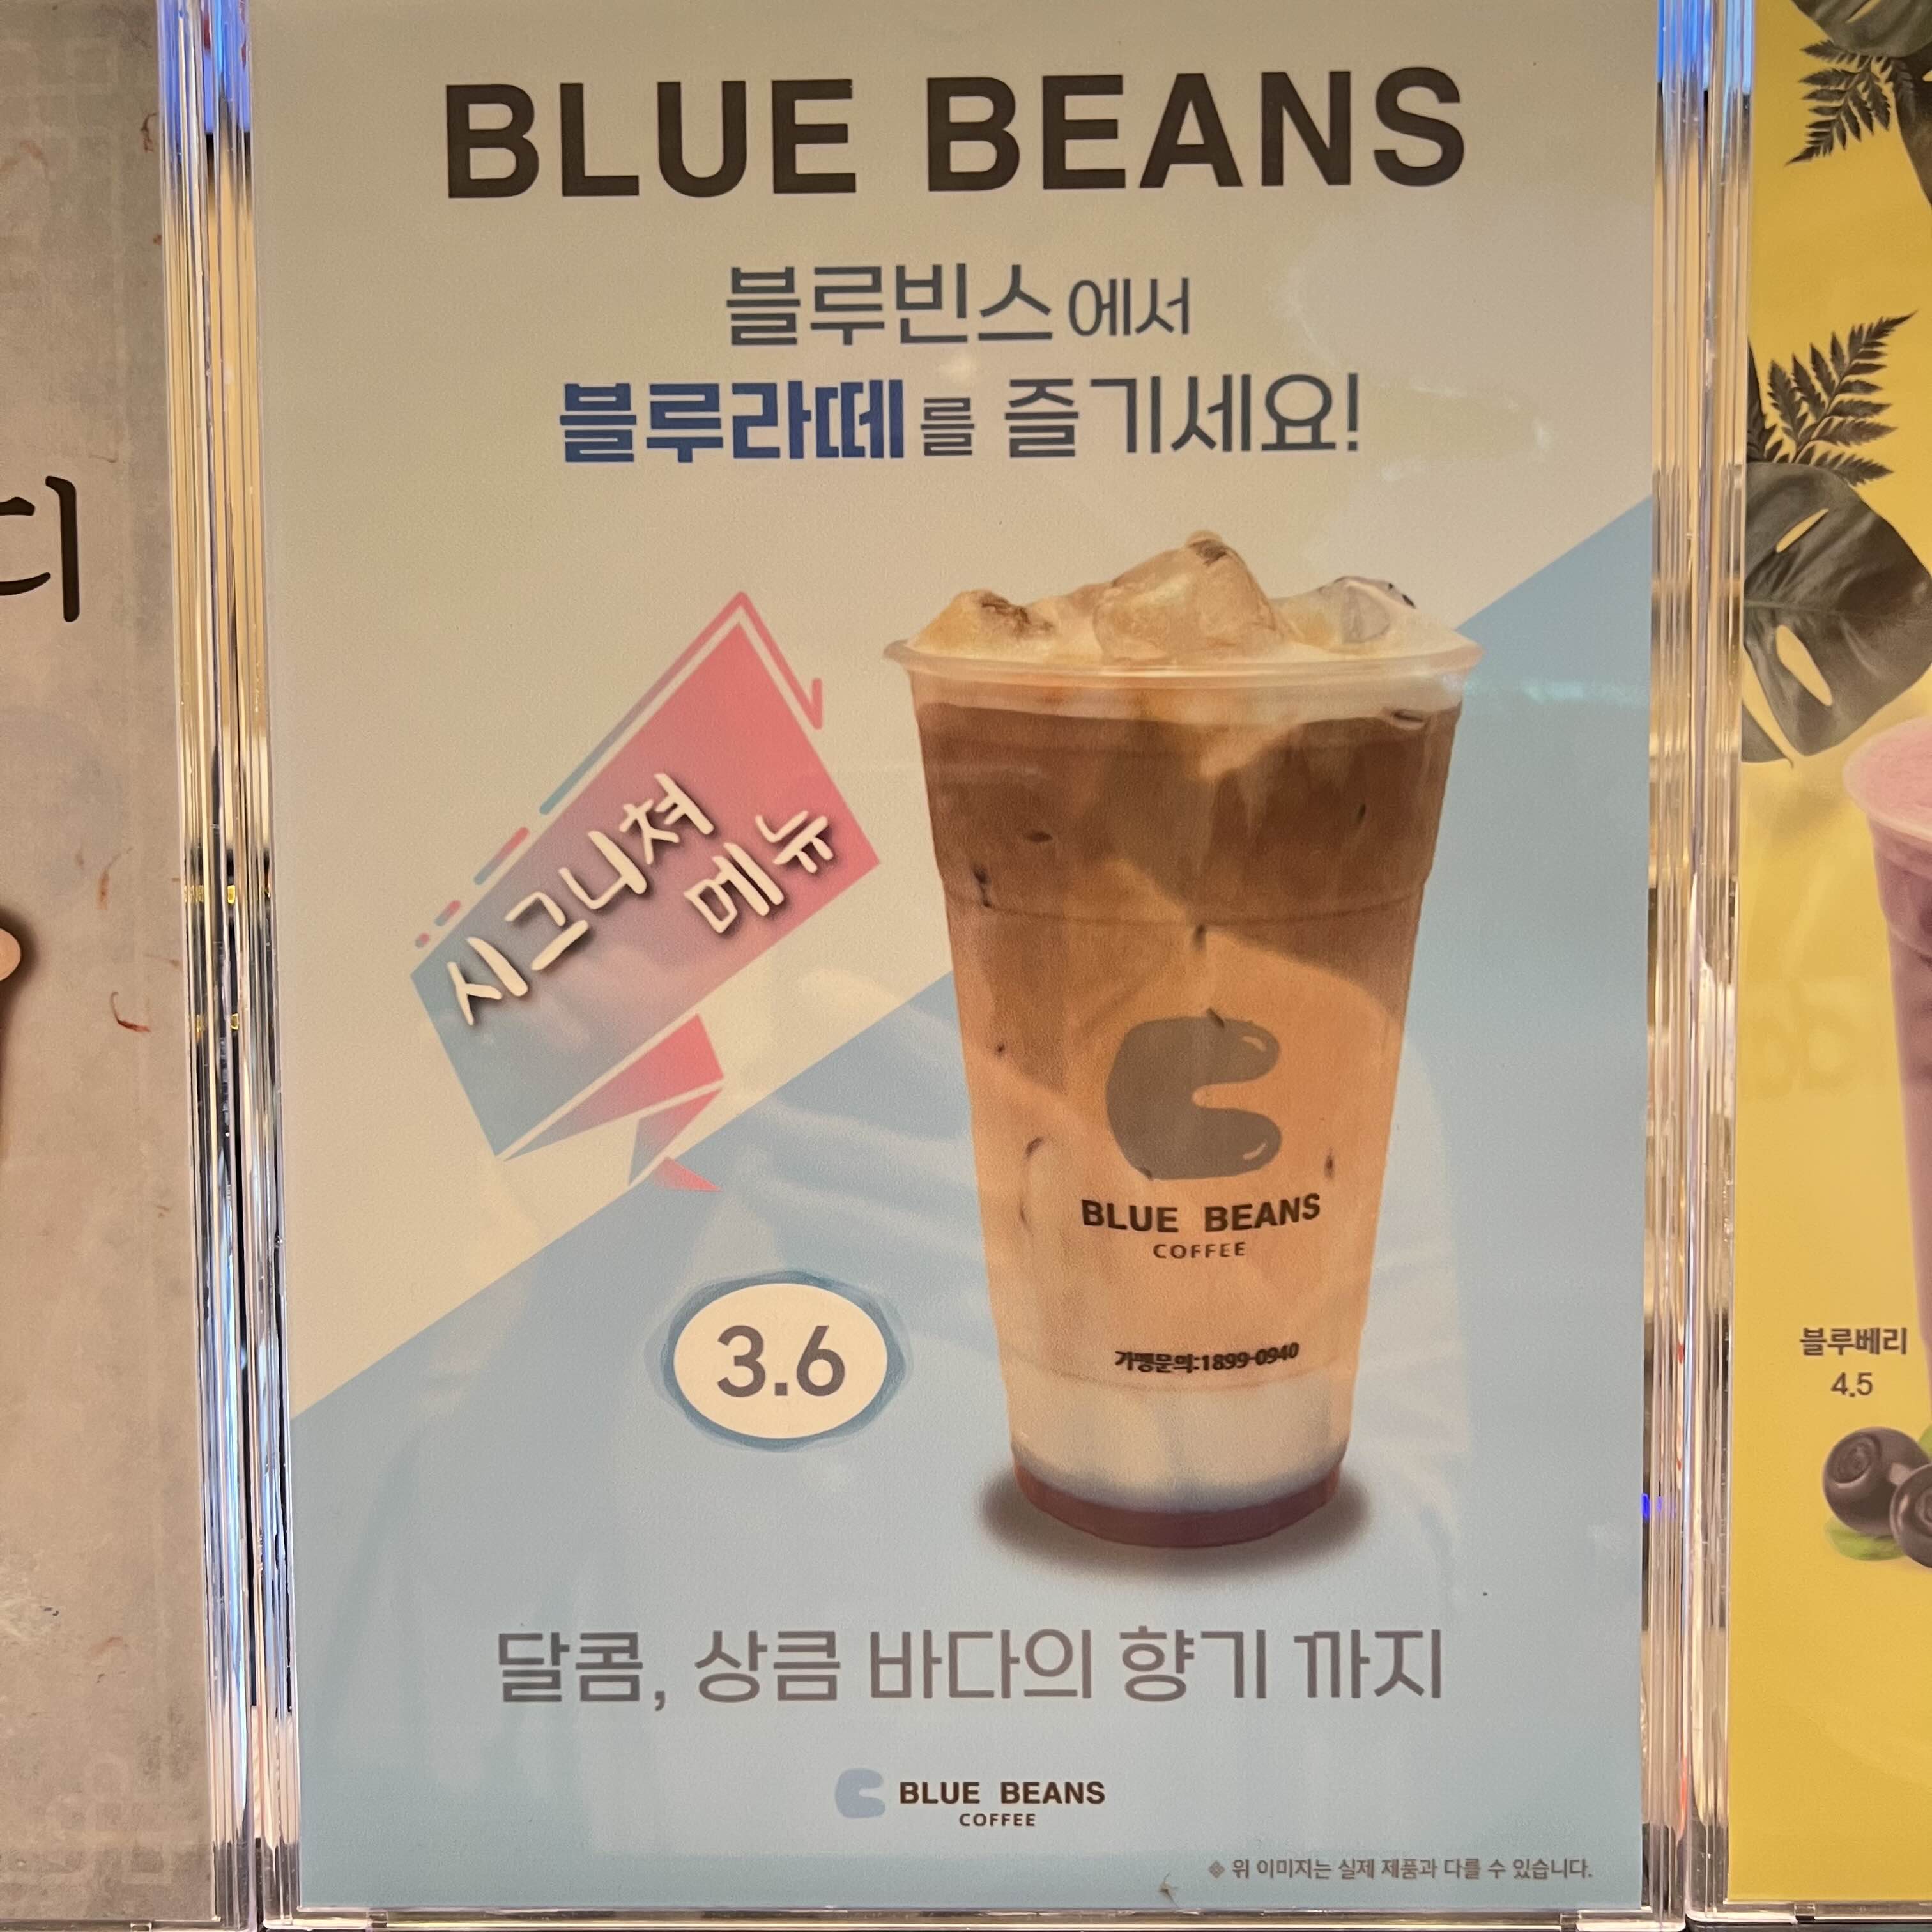 BLUE BEANS
블루빈스에서
블루라떼를 즐기세요!
디
시그니쳐
메뉴
BLUE BEANS
COFFEE
가맹문의:1899-0940
3.6
블루베리
4.5
달콤, 상큼 바다의 향기 까지
BLUE BEANS
COFFEE
※ 위 이미지는 실제 제품과 다를 수 있습니다.